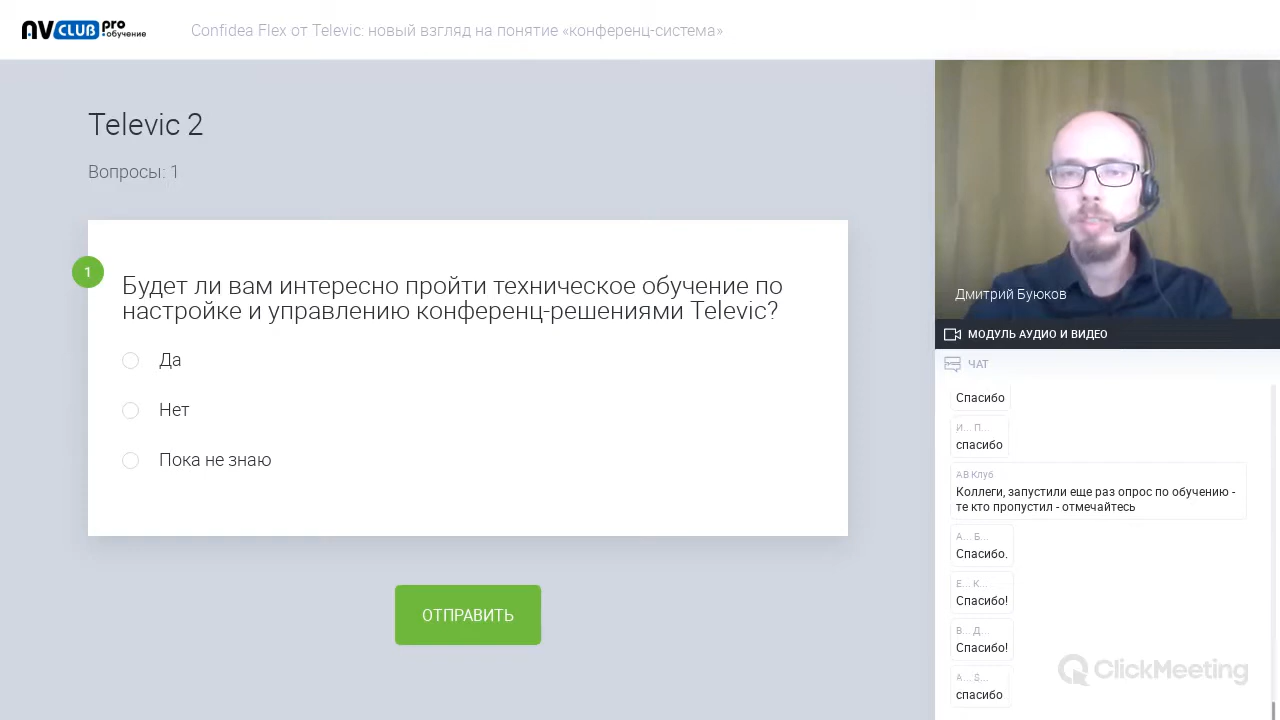 AVCLUB pro
обучение
Confidea Flex от Televic: новый взгляд на понятие «конференц-система»
Televic 2
Вопросы: 1
1
Будет ли вам интересно пройти техническое обучение по
настройке и управлению конференц-решениями Televic?
Да
Нет
Пока не знаю
ОТПРАВИТЬ
Дмитрий Буюков
МОДУЛЬ АУДИО И ВИДЕО
ЧАТ
Спасибо
И... П...
спасибо
АВ Клуб
Коллеги, запустили еще раз опрос по обучению -
те кто пропустил - отмечайтесь
А... Б...
Спасибо.
Е... К...
Спасибо!
В... Д...
Спасибо!
A... S...
спасибо
ClickMeeting